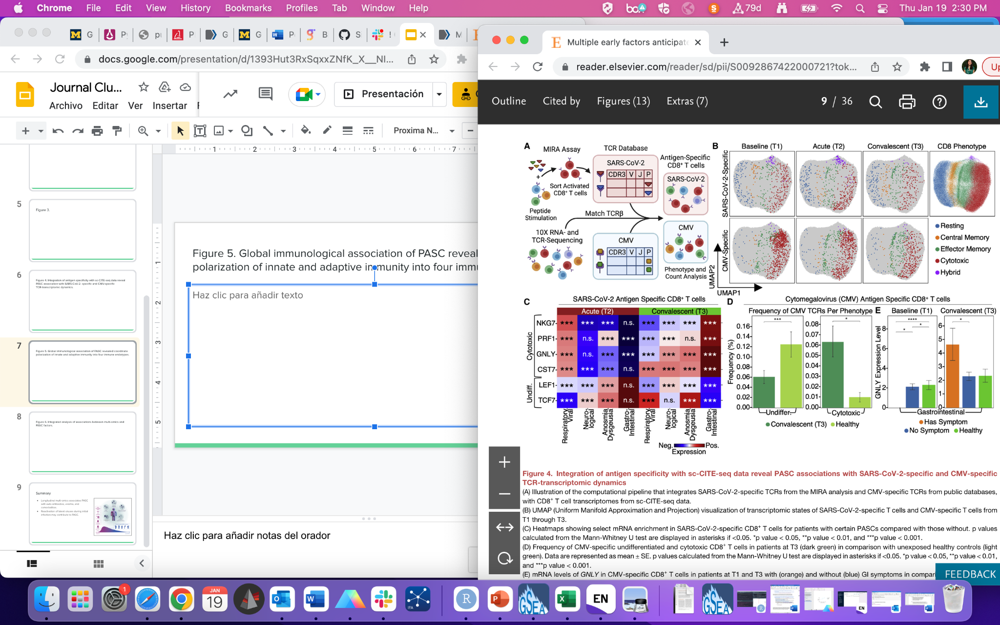 Chrome File Edit View History Bookmarks Profiles Tab Window Help
79d
Thu Jan 19 2:30 PM
docs.google.com/presentation/d/1393Hut3RxSqxxZNfK_X__NI...
Journal Clu...
Archivo Editar Ver Insertar
Presentación
Proxima N...
1 2 3 4 5 6 7
5
Figure 3.
6
Figure 4. Integration of antigen specificity with sc-CITE-seq data reveal
PASC association with SARS-CoV-2- specific and CMV-specific
TCR-transcriptomic dynamics.
7
Figure 5. Global immunological association of PASC revealed coordinate
polarization of innate and adaptive immunity into four immune endotypes.
8
Figure 6. Integrated analysis of associations between multi-omics and
PASC factors.
9
Summary
Longitudinal multi-omics associates PASC
with auto-antibodies, viremia, and
comorbidities.
Reactivation of latent viruses during initial
infection may contribute to PASC.
1 2 3 4 5
Figure 5. Global immunological association of PASC reveal
polarization of innate and adaptive immunity into four immu
Haz clic para añadir texto
Haz clic para añadir notas del orador
Multiple early factors anticipate
reader.elsevier.com/reader/sd/pii/S0092867422000721?tok...
Up
Outline Cited by Figures (13) Extras (7) 9 / 36
A
MIRA Assay
TCR Database
SARS-CoV-2
CDR3 V J P
Antigen-Specific
CD8+ T cells
SARS-CoV-2
+
Sort Activated
CD8+ T cells
Peptide
Stimulation
Match TCRβ
10X RNA- and
TCR-Sequencing
CMV
CDR3 V J P
CMV
Phenotype and
Count Analysis
B
Baseline (T1) Acute (T2) Convalescent (T3) CD8 Phenotype
SARS-CoV-2-Specific
CMV-Specific
UMAP2
UMAP1
Resting
Central Memory
Effector Memory
Cytotoxic
Hybrid
C
SARS-CoV-2 Antigen Specific CD8+ T cells
Acute (T2) Convalescent (T3)
Cytotoxic
Undiff.
NKG7 *** *** *** n.s. *** *** *** ***
PRF1 *** n.s. *** *** *** *** n.s. ***
GNLY *** n.s. *** *** *** *** *** ***
CST7 *** *** *** n.s. *** *** *** ***
LEF1 *** *** *** n.s. *** *** *** ***
TCF7 *** *** *** n.s. *** n.s. *** ***
Respiratory Viral Neuro-logical Anosmia Dysgeusia Gastro-Intestinal Respiratory Viral Neuro-logical Anosmia Dysgeusia Gastro-Intestinal
Neg. Pos.
Expression
D
Cytomegalovirus (CMV) Antigen Specific CD8+ T cells
Frequency of CMV TCRs Per Phenotype
Frequency (%)
0.16
0.14
0.12
0.10
0.08
0.06
0.04
0.02
0.00
***
0.08
0.07
0.06
0.05
0.04
0.03
0.02
0.01
0.00
*
Undiffer. Cytotoxic
Convalescent (T3) Healthy
E
Baseline (T1) Convalescent (T3)
GNLY Expression Level
8
6
4
2
0
****
*
*
6
5
4
3
2
1
0
*
Gastrointestinal
Has Symptom
No Symptom Healthy
Figure 4. Integration of antigen specificity with sc-CITE-seq data reveal PASC associations with SARS-CoV-2-specific and CMV-specific
TCR-transcriptomic dynamics
(A) Illustration of the computational pipeline that integrates SARS-CoV-2-specific TCRs from the MIRA analysis and CMV-specific TCRs from public databases,
with CD8+ T cell transcriptomes from sc-CITE-seq data.
(B) UMAP (Uniform Manifold Approximation and Projection) visualization of transcriptomic states of SARS-CoV-2-specific T cells and CMV-specific T cells from
T1 through T3.
(C) Heatmaps showing select mRNA enrichment in SARS-CoV-2-specific CD8+ T cells for patients with certain PASCs compared with those without. p values
calculated from the Mann-Whitney U test are displayed in asterisks if <0.05. *p value < 0.05, **p value < 0.01, and ***p value < 0.001.
(D) Frequency of CMV-specific undifferentiated and cytotoxic CD8+ T cells in patients at T3 (dark green) in comparison with unexposed healthy controls (light
green). Data are represented as mean ± SE. p values calculated from the Mann-Whitney U test are displayed in asterisks if <0.05. *p value < 0.05, **p value < 0.01,
and ***p value < 0.001.
(E) mRNA levels of GNLY in CMV-specific CD8+ T cells in patients at T1 and T3 with (orange) and without (blue) GI symptoms in compari
FEEDBACK
1
JAN
19
IPA
R
P
GSEA
X
EN
GSEA
EN